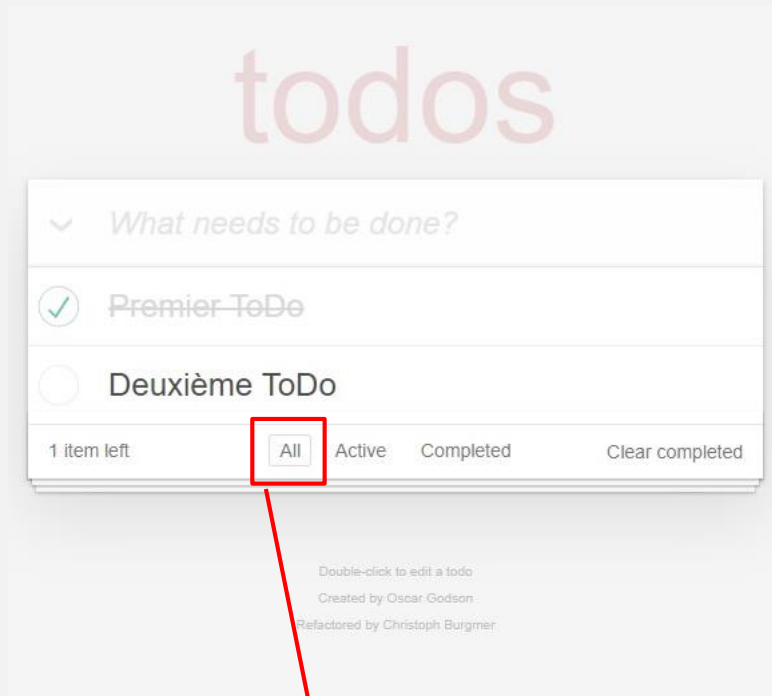 todos
What needs to be done?
Premier ToDo
Deuxième ToDo
1 item left All Active Completed Clear completed
Double-click to edit a todo
Created by Oscar Godson
Refactored by Christoph Burgmer